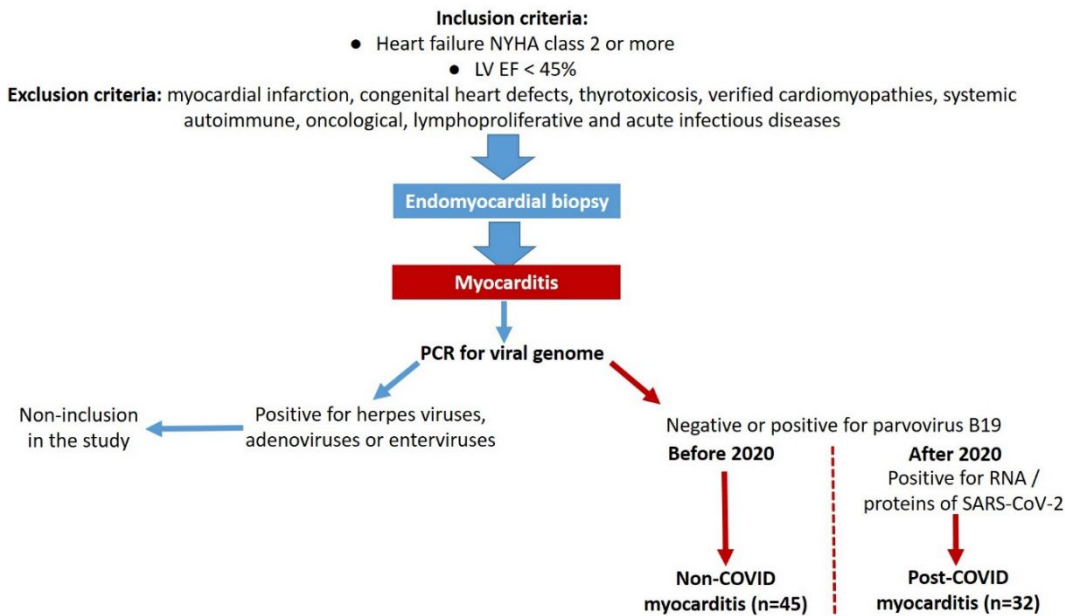 Inclusion criteria:
● Heart failure NYHA class 2 or more
● LV EF < 45%
Exclusion criteria: myocardial infarction, congenital heart defects, thyrotoxicosis, verified cardiomyopathies, systemic
autoimmune, oncological, lymphoproliferative and acute infectious diseases
Endomyocardial biopsy
Myocarditis
PCR for viral genome
Non-inclusion
in the study
Positive for herpes viruses,
adenoviruses or enterviruses
Negative or positive for parvovirus B19
Before 2020
After 2020
Positive for RNA /
proteins of SARS-CoV-2
Non-COVID
myocarditis (n=45)
Post-COVID
myocarditis (n=32)